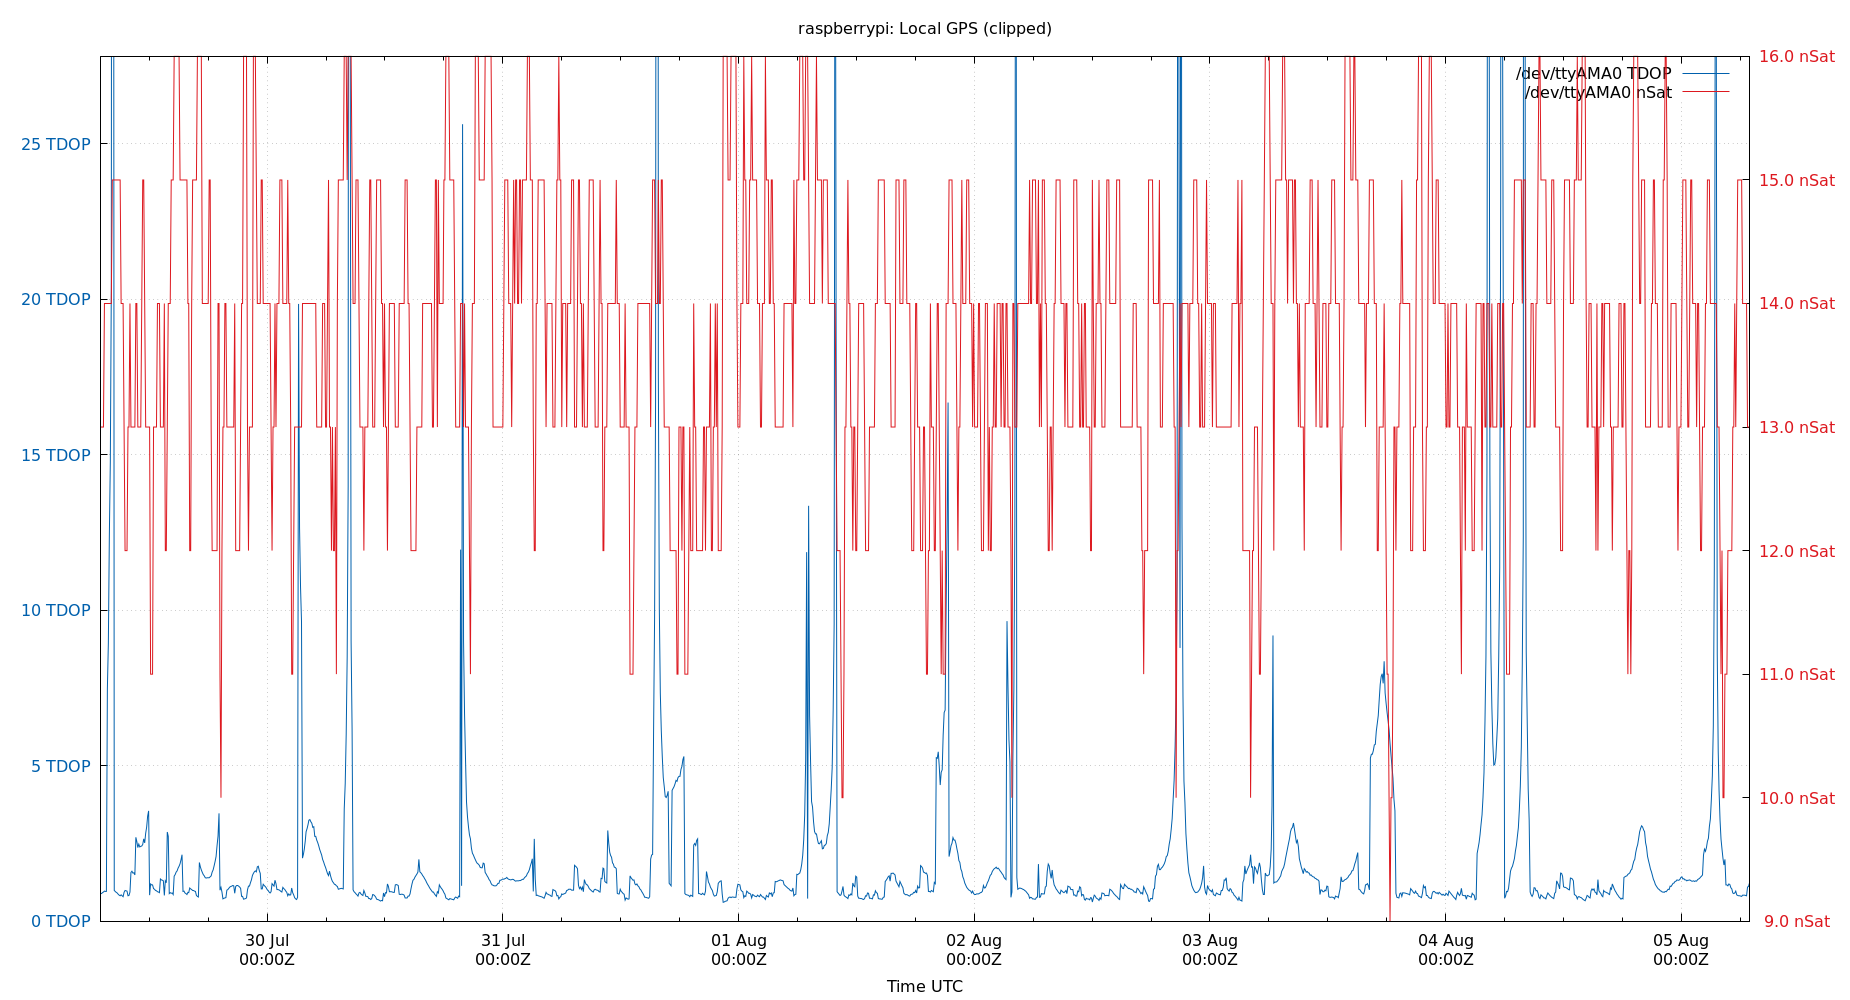 raspberrypi: Local GPS (clipped)
16.0 nSat
/dev/ttyAMA0 TDOP
/dev/ttyAMA0 nSat
25 TDOP
15.0 nSat
20 TDOP
14.0 nSat
15 TDOP
13.0 nSat
12.0 nSat
10 TDOP
11.0 nSat
5 TDOP
10.0 nSat
0 TDOP
9.0 nSat
30 Jul 31 Jul 01 Aug 02 Aug 03 Aug 04 Aug 05 Aug
00:00Z 00:00Z 00:00Z 00:00Z 00:00Z 00:00Z 00:00Z
Time UTC